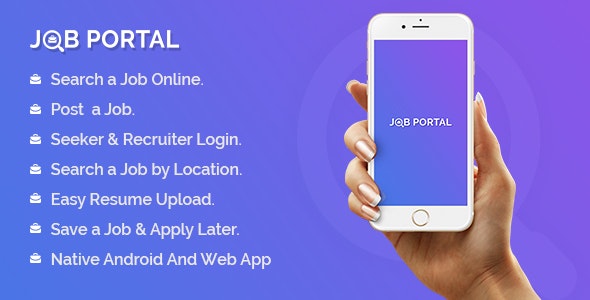 JOB PORTAL
Search a Job Online.
Post a Job.
Seeker & Recruiter Login.
Search a Job by Location.
Easy Resume Upload.
Save a Job & Apply Later.
Native Android And Web App
JOB PORTAL